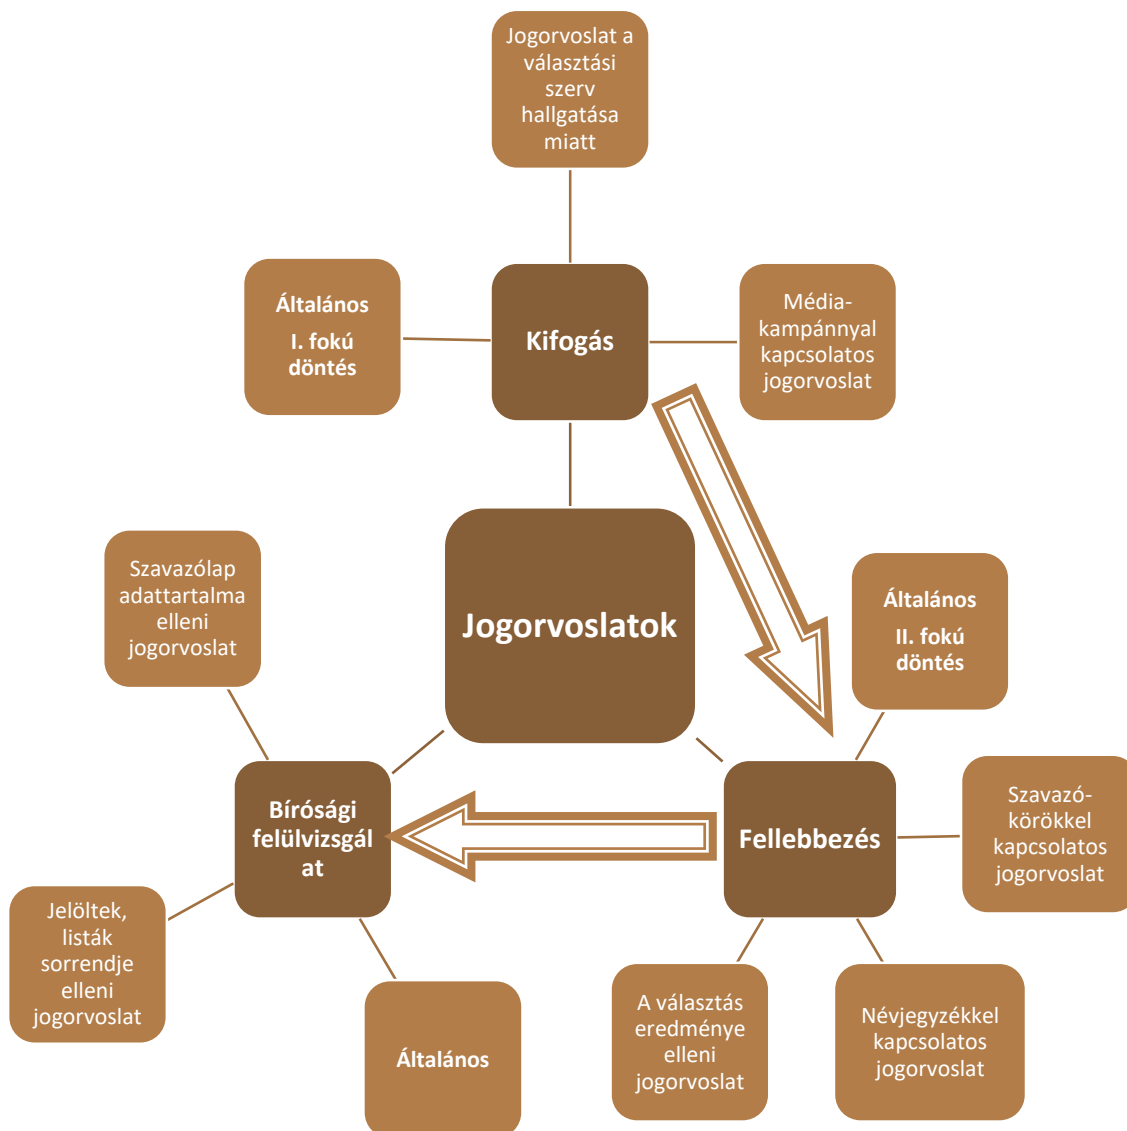 Jogorvoslat a
választási
szerv
hallgatása
miatt
Általános
I. fokú
döntés
Kifogás
Média-
kampánnyal
kapcsolatos
jogorvoslat
Szavazólap
adattartalma
elleni
jogorvoslat
Jogorvoslatok
Általános
II. fokú
döntés
Bírósági
felülvizsgál
at
Fellebbezés
Szavazó-
körökkel
kapcsolatos
jogorvoslat
Jelöltek,
listák
sorrendje
elleni
jogorvoslat
Általános
A választás
eredménye
elleni
jogorvoslat
Névjegyzékkel
kapcsolatos
jogorvoslat